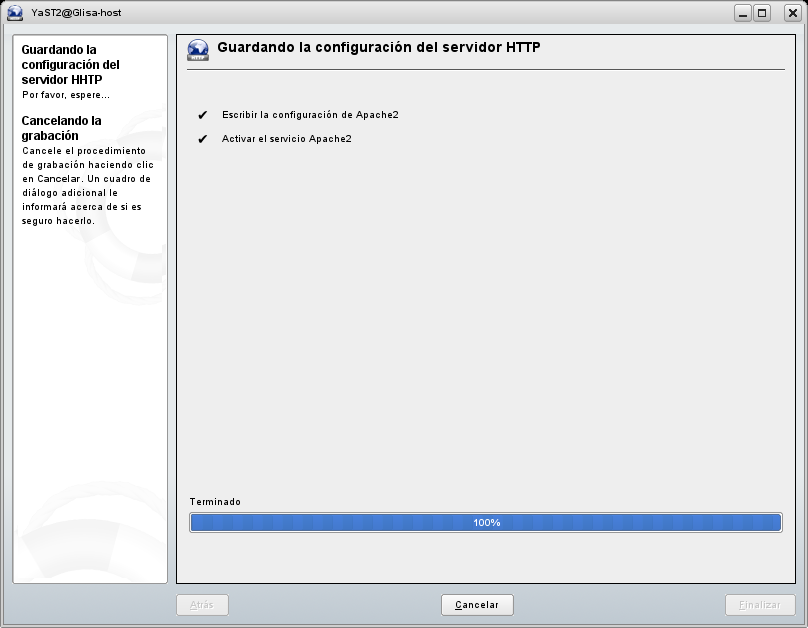 YaST2@Glisa-host
Guardando la
configuración del
servidor HHTP
Por favor, espere...
Cancelando la
grabación
Cancele el procedimiento
de grabación haciendo clic
en Cancelar. Un cuadro de
diálogo adicional le
informará acerca de si es
seguro hacerlo.
HTTP
Guardando la configuración del servidor HTTP
✔ Escribir la configuración de Apache2
✔ Activar el servicio Apache2
Terminado
100%
Atrás
Cancelar
Finalizar